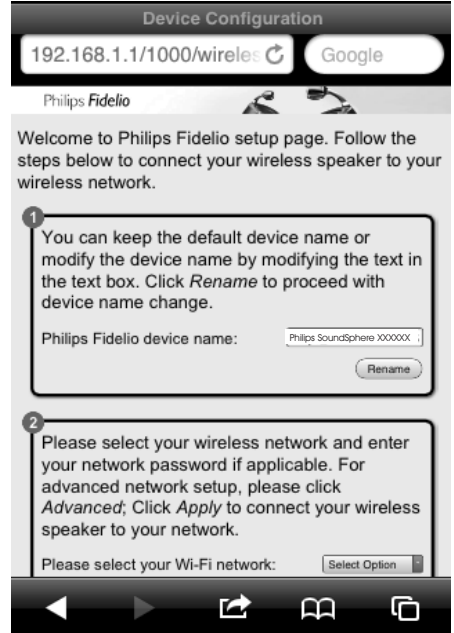 Device Configuration
192.168.1.1/1000/wireles
Google
Philips Fidelio
Welcome to Philips Fidelio setup page. Follow the
steps below to connect your wireless speaker to your
wireless network.
1
You can keep the default device name or
modify the device name by modifying the text in
the text box. Click Rename to proceed with
device name change.
Philips Fidelio device name:
Philips SoundSphere XXXXXX
Rename
2
Please select your wireless network and enter
your network password if applicable. For
advanced network setup, please click
Advanced; Click Apply to connect your wireless
speaker to your network.
Please select your Wi-Fi network:
Select Option